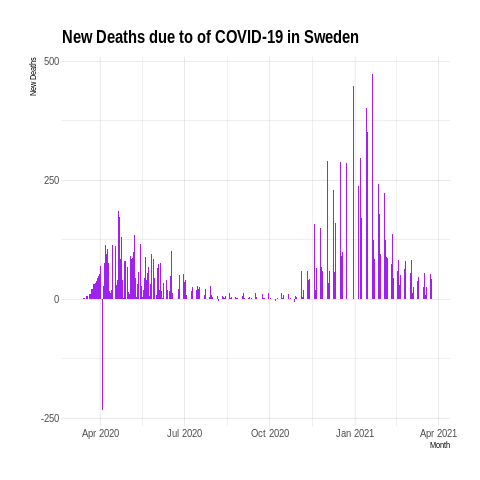 New Deaths due to of COVID-19 in Sweden
New Deaths
500
250
0
-250
Apr 2020
Jul 2020
Oct 2020
Jan 2021
Apr 2021
Month